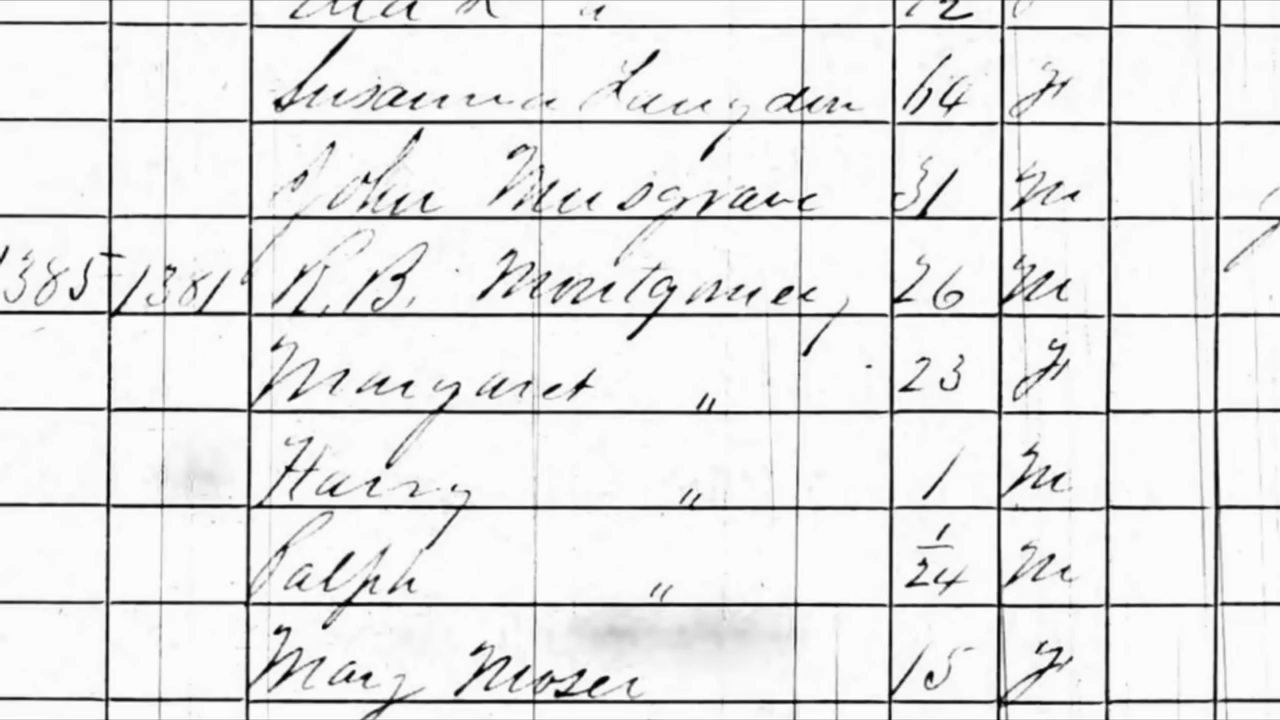 " 12
Susanna Langdon 64 F
John Musgrave 31 M
1385 1381 R. B. Montgomery 26 M
Margaret " 23 F
Harry " 1 M
Ralph " 1/24 M
Mary Moser 15 F